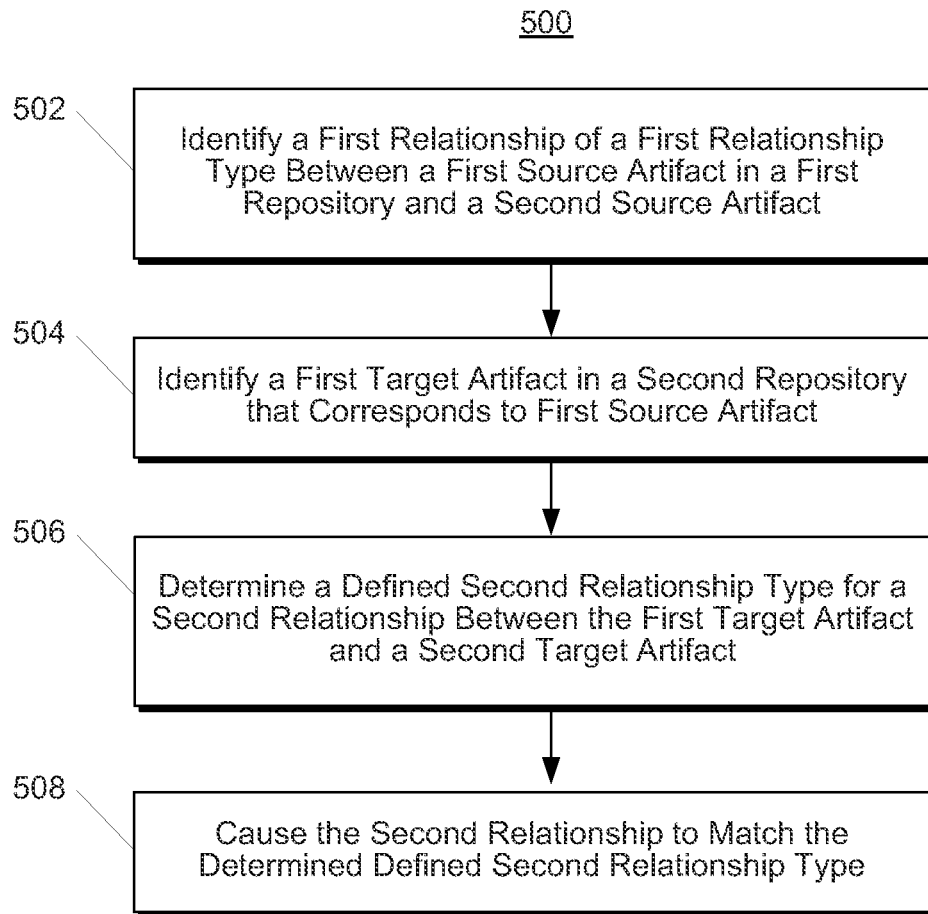 500
502
Identify a First Relationship of a First Relationship
Type Between a First Source Artifact in a First
Repository and a Second Source Artifact
504
Identify a First Target Artifact in a Second Repository
that Corresponds to First Source Artifact
506
Determine a Defined Second Relationship Type for a
Second Relationship Between the First Target Artifact
and a Second Target Artifact
508
Cause the Second Relationship to Match the
Determined Defined Second Relationship Type